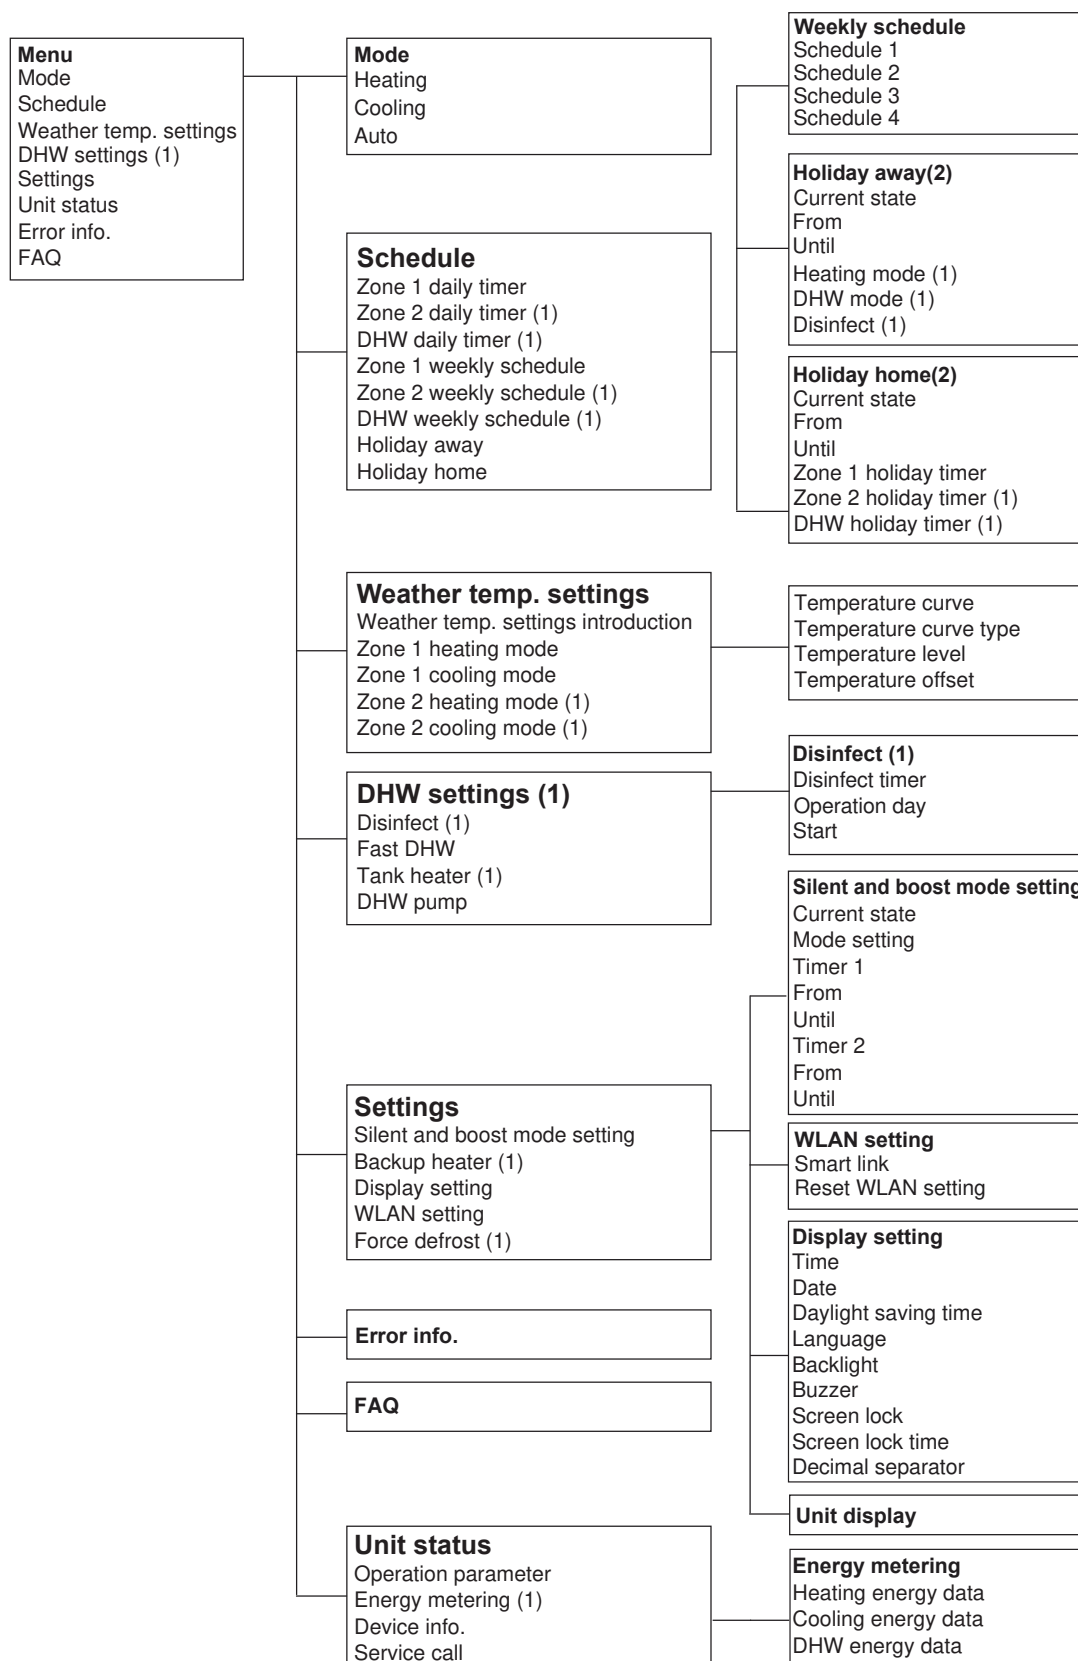 Menu
Mode
Schedule
Weather temp. settings
DHW settings (1)
Settings
Unit status
Error info.
FAQ
Mode
Heating
Cooling
Auto
Schedule
Zone 1 daily timer
Zone 2 daily timer (1)
DHW daily timer (1)
Zone 1 weekly schedule
Zone 2 weekly schedule (1)
DHW weekly schedule (1)
Holiday away
Holiday home
Weather temp. settings
Weather temp. settings introduction
Zone 1 heating mode
Zone 1 cooling mode
Zone 2 heating mode (1)
Zone 2 cooling mode (1)
DHW settings (1)
Disinfect (1)
Fast DHW
Tank heater (1)
DHW pump
Settings
Silent and boost mode setting
Backup heater (1)
Display setting
WLAN setting
Force defrost (1)
Error info.
FAQ
Unit status
Operation parameter
Energy metering (1)
Device info.
Service call
Weekly schedule
Schedule 1
Schedule 2
Schedule 3
Schedule 4
Holiday away(2)
Current state
From
Until
Heating mode (1)
DHW mode (1)
Disinfect (1)
Holiday home(2)
Current state
From
Until
Zone 1 holiday timer
Zone 2 holiday timer (1)
DHW holiday timer (1)
Temperature curve
Temperature curve type
Temperature level
Temperature offset
Disinfect (1)
Disinfect timer
Operation day
Start
Silent and boost mode setting
Current state
Mode setting
Timer 1
From
Until
Timer 2
From
Until
WLAN setting
Smart link
Reset WLAN setting
Display setting
Time
Date
Daylight saving time
Language
Backlight
Buzzer
Screen lock
Screen lock time
Decimal separator
Unit display
Energy metering
Heating energy data
Cooling energy data
DHW energy data